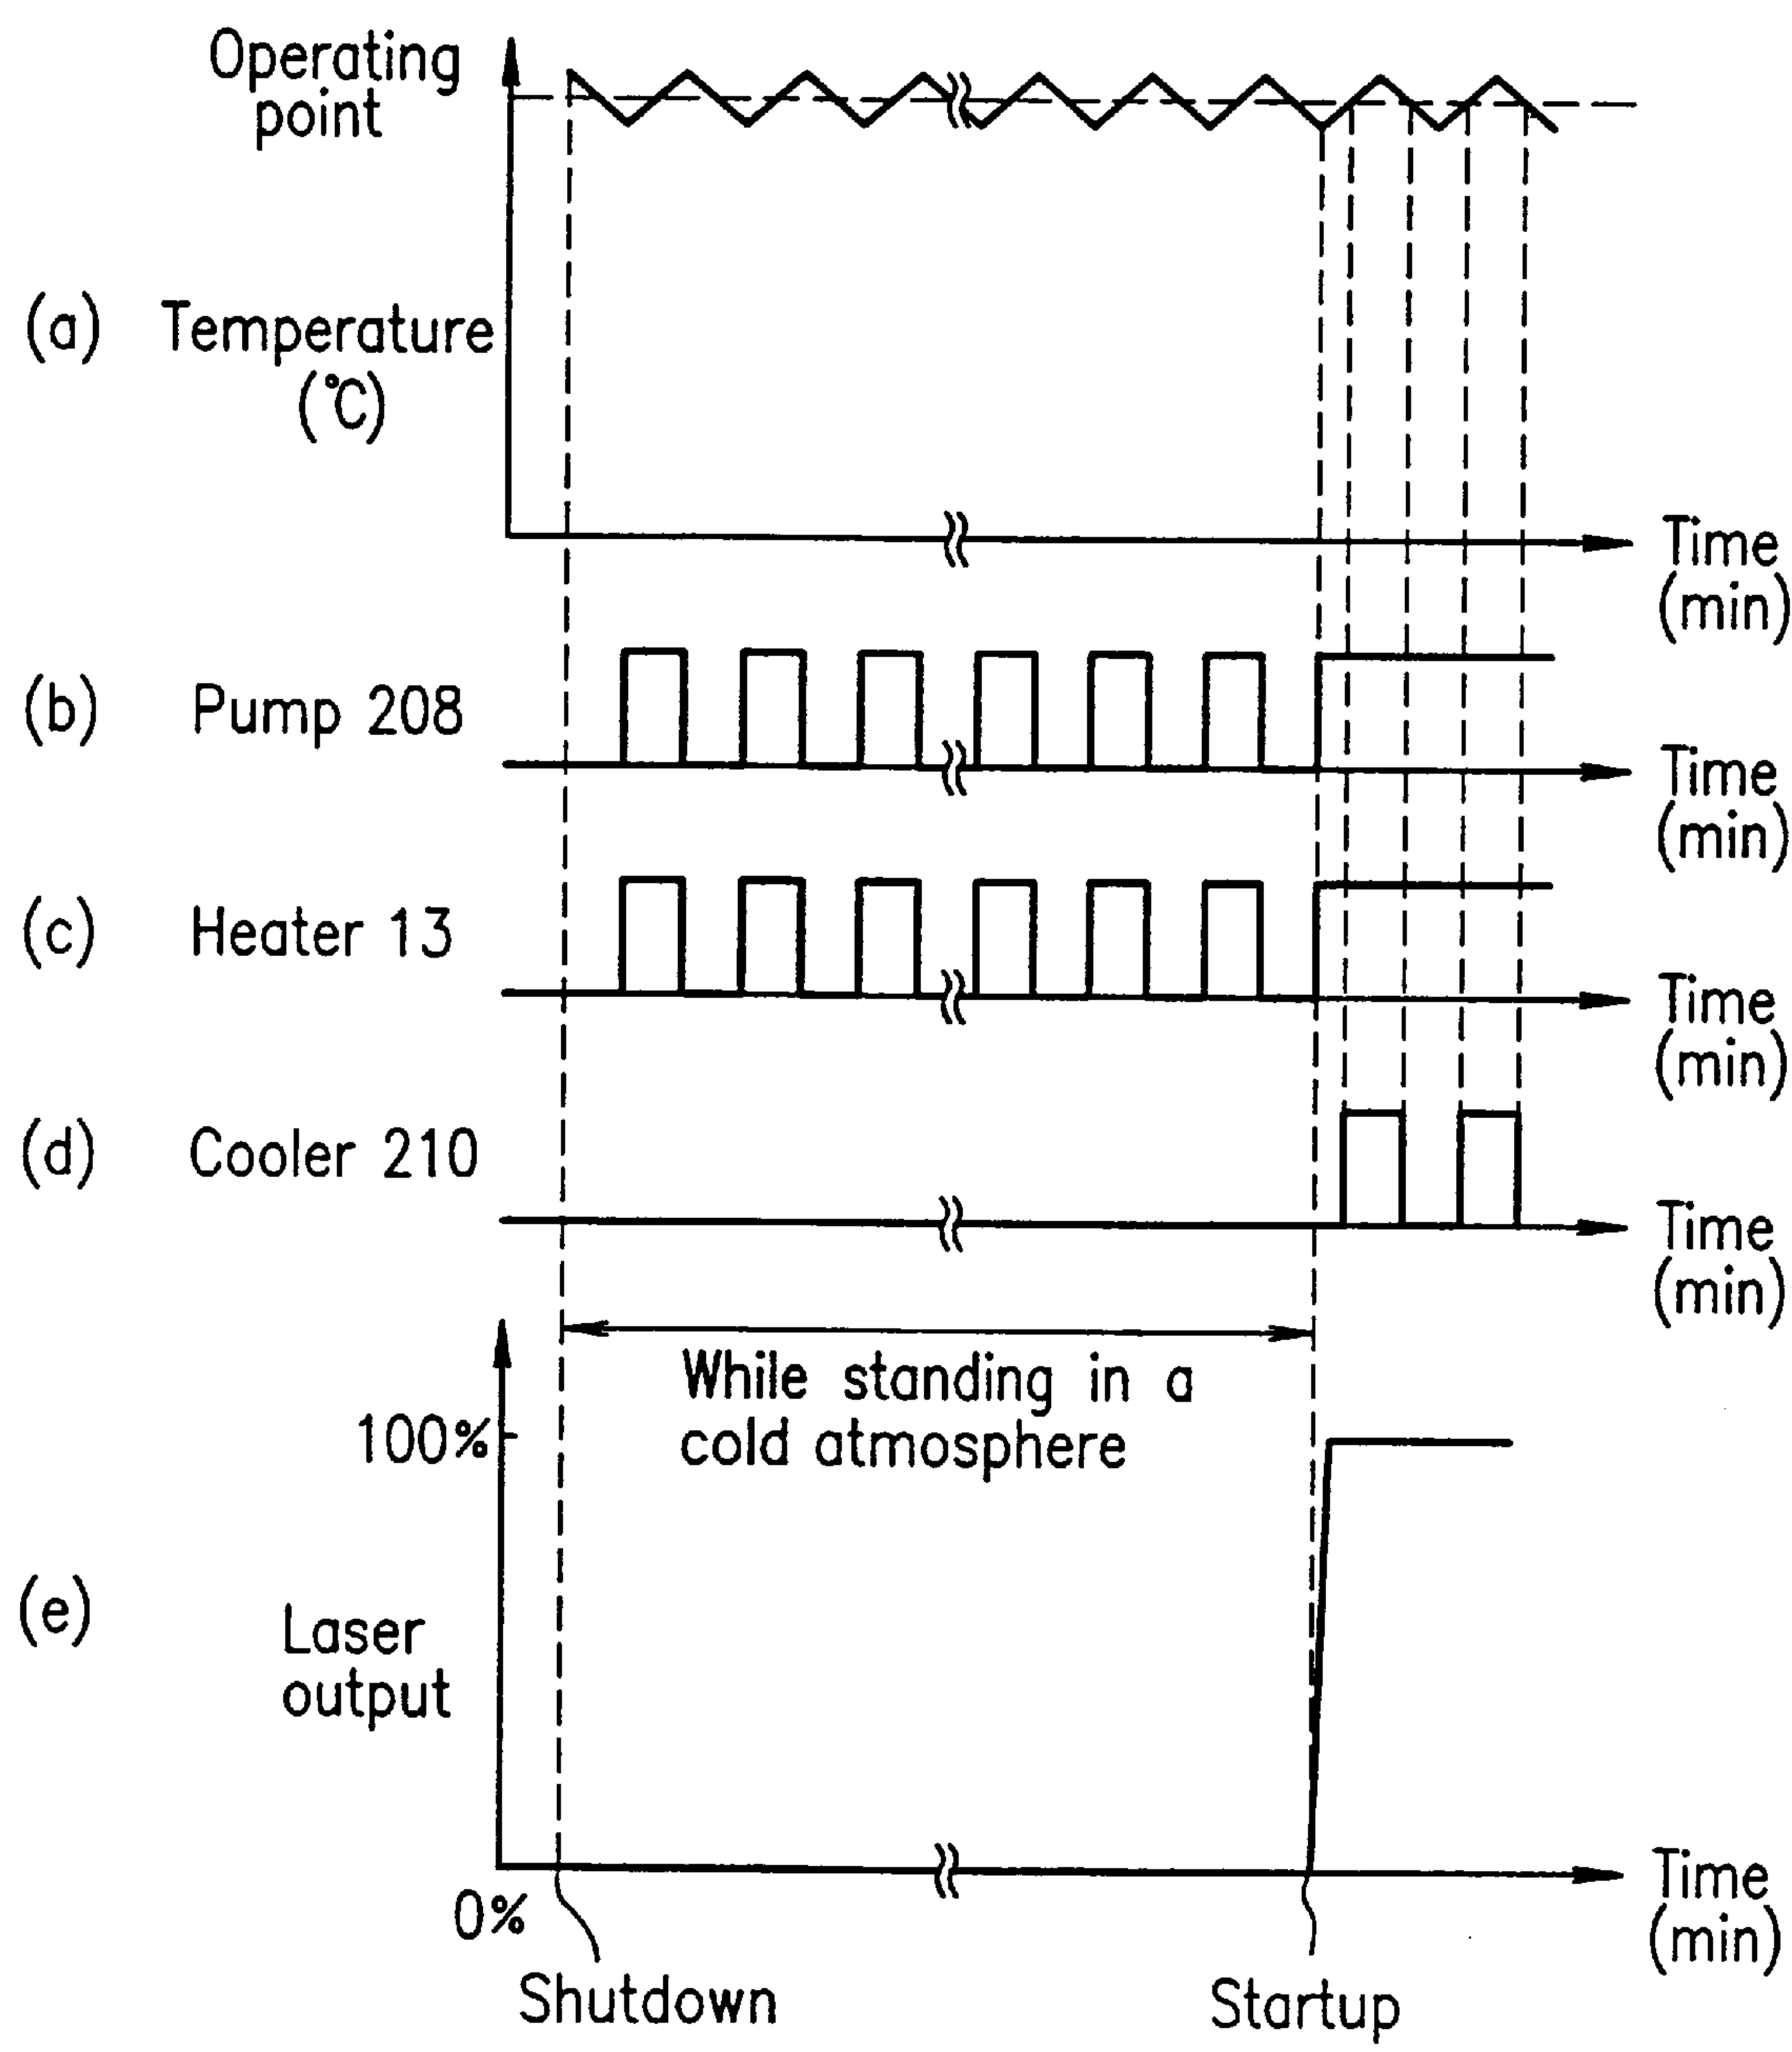 Operating
point
(a) Temperature
(°C)
Time
(min)
(b) Pump 208
Time
(min)
(c) Heater 13
Time
(min)
(d) Cooler 210
Time
(min)
While standing in a
cold atmosphere
100%
(e) Laser
output
Time
(min)
0%
Shutdown
Startup